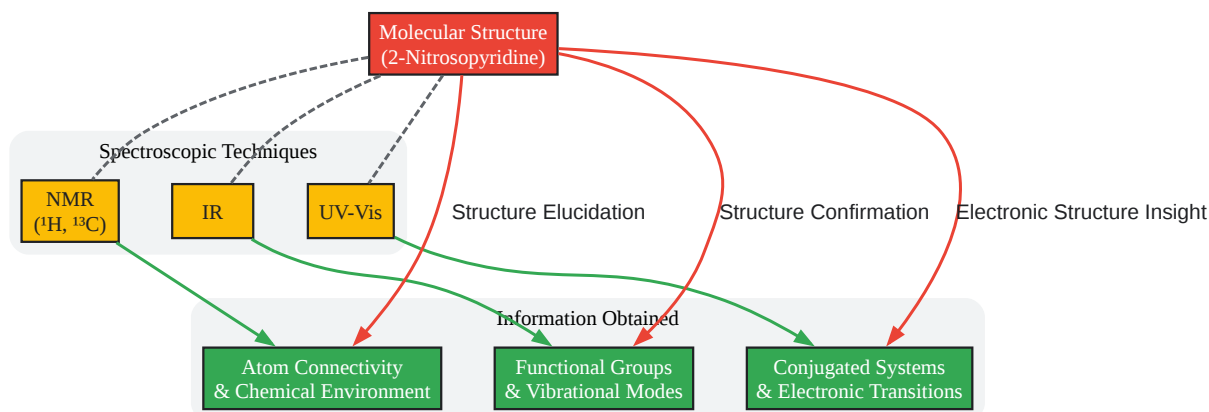 Molecular Structure
(2-Nitrosopyridine)
Spectroscopic Techniques
NMR
(¹H, ¹³C)
IR
UV-Vis
Structure Elucidation
Structure Confirmation
Electronic Structure Insight
Information Obtained
Atom Connectivity
& Chemical Environment
Functional Groups
& Vibrational Modes
Conjugated Systems
& Electronic Transitions